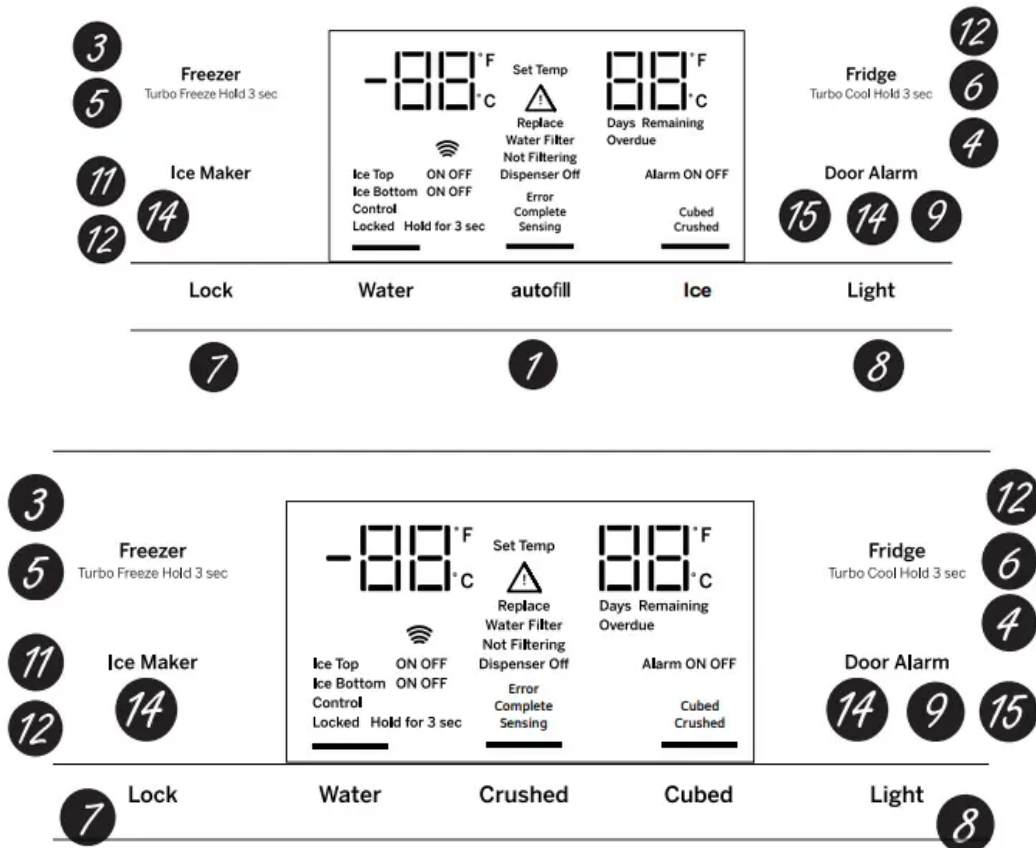 3
12
-88°F
°C
Set Temp
88°F
°C
Freezer
Turbo Freeze Hold 3 sec
5
Fridge
Turbo Cool Hold 3 sec
6
Replace
Water Filter
Not Filtering
Dispenser Off
Days Remaining
Overdue
4
11
Ice Maker
Ice Top ON OFF
Ice Bottom ON OFF
Control
Locked Hold for 3 sec
Error
Complete
Sensing
Alarm ON OFF
Cubed
Crushed
Door Alarm
14
12
15 14 9
Lock Water autofill Ice Light
7 1 8
3
12
-88°F
°C
Set Temp
88°F
°C
Freezer
Turbo Freeze Hold 3 sec
5
Fridge
Turbo Cool Hold 3 sec
6
Replace
Water Filter
Not Filtering
Dispenser Off
Days Remaining
Overdue
4
11
Ice Maker
Ice Top ON OFF
Ice Bottom ON OFF
Control
Locked Hold for 3 sec
Error
Complete
Sensing
Alarm ON OFF
Cubed
Crushed
Door Alarm
12
14
14 9 15
Lock Water Crushed Cubed Light
7 8